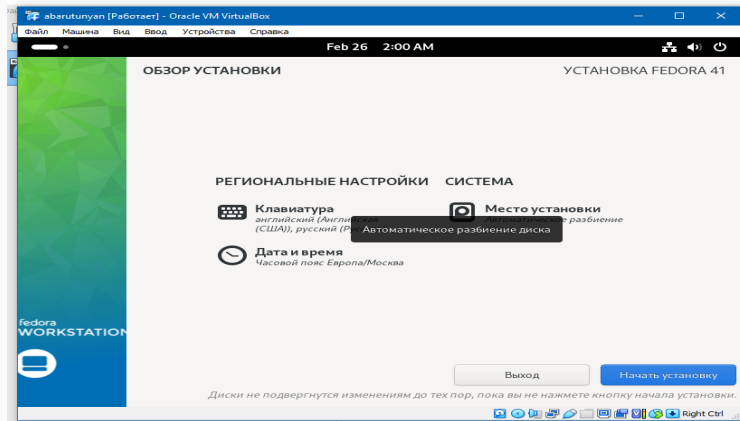 abarutunyan [Работает] - Oracle VM VirtualBox
Файл Машина Вид Ввод Устройства Справка
Feb 26 2:00 AM
ОБЗОР УСТАНОВКИ
УСТАНОВКА FEDORA 41
РЕГИОНАЛЬНЫЕ НАСТРОЙКИ
СИСТЕМА
Клавиатура
английский (Английская
(США)), русский
Место установки
Автоматическое разбиение
Автоматическое разбиение диска
Дата и время
Часовой пояс Европа/Москва
fedora
WORKSTATION
Выход
Начать установку
Диски не подвергнутся изменениям до тех пор, пока вы не нажмете кнопку начала установки.
Right Ctrl